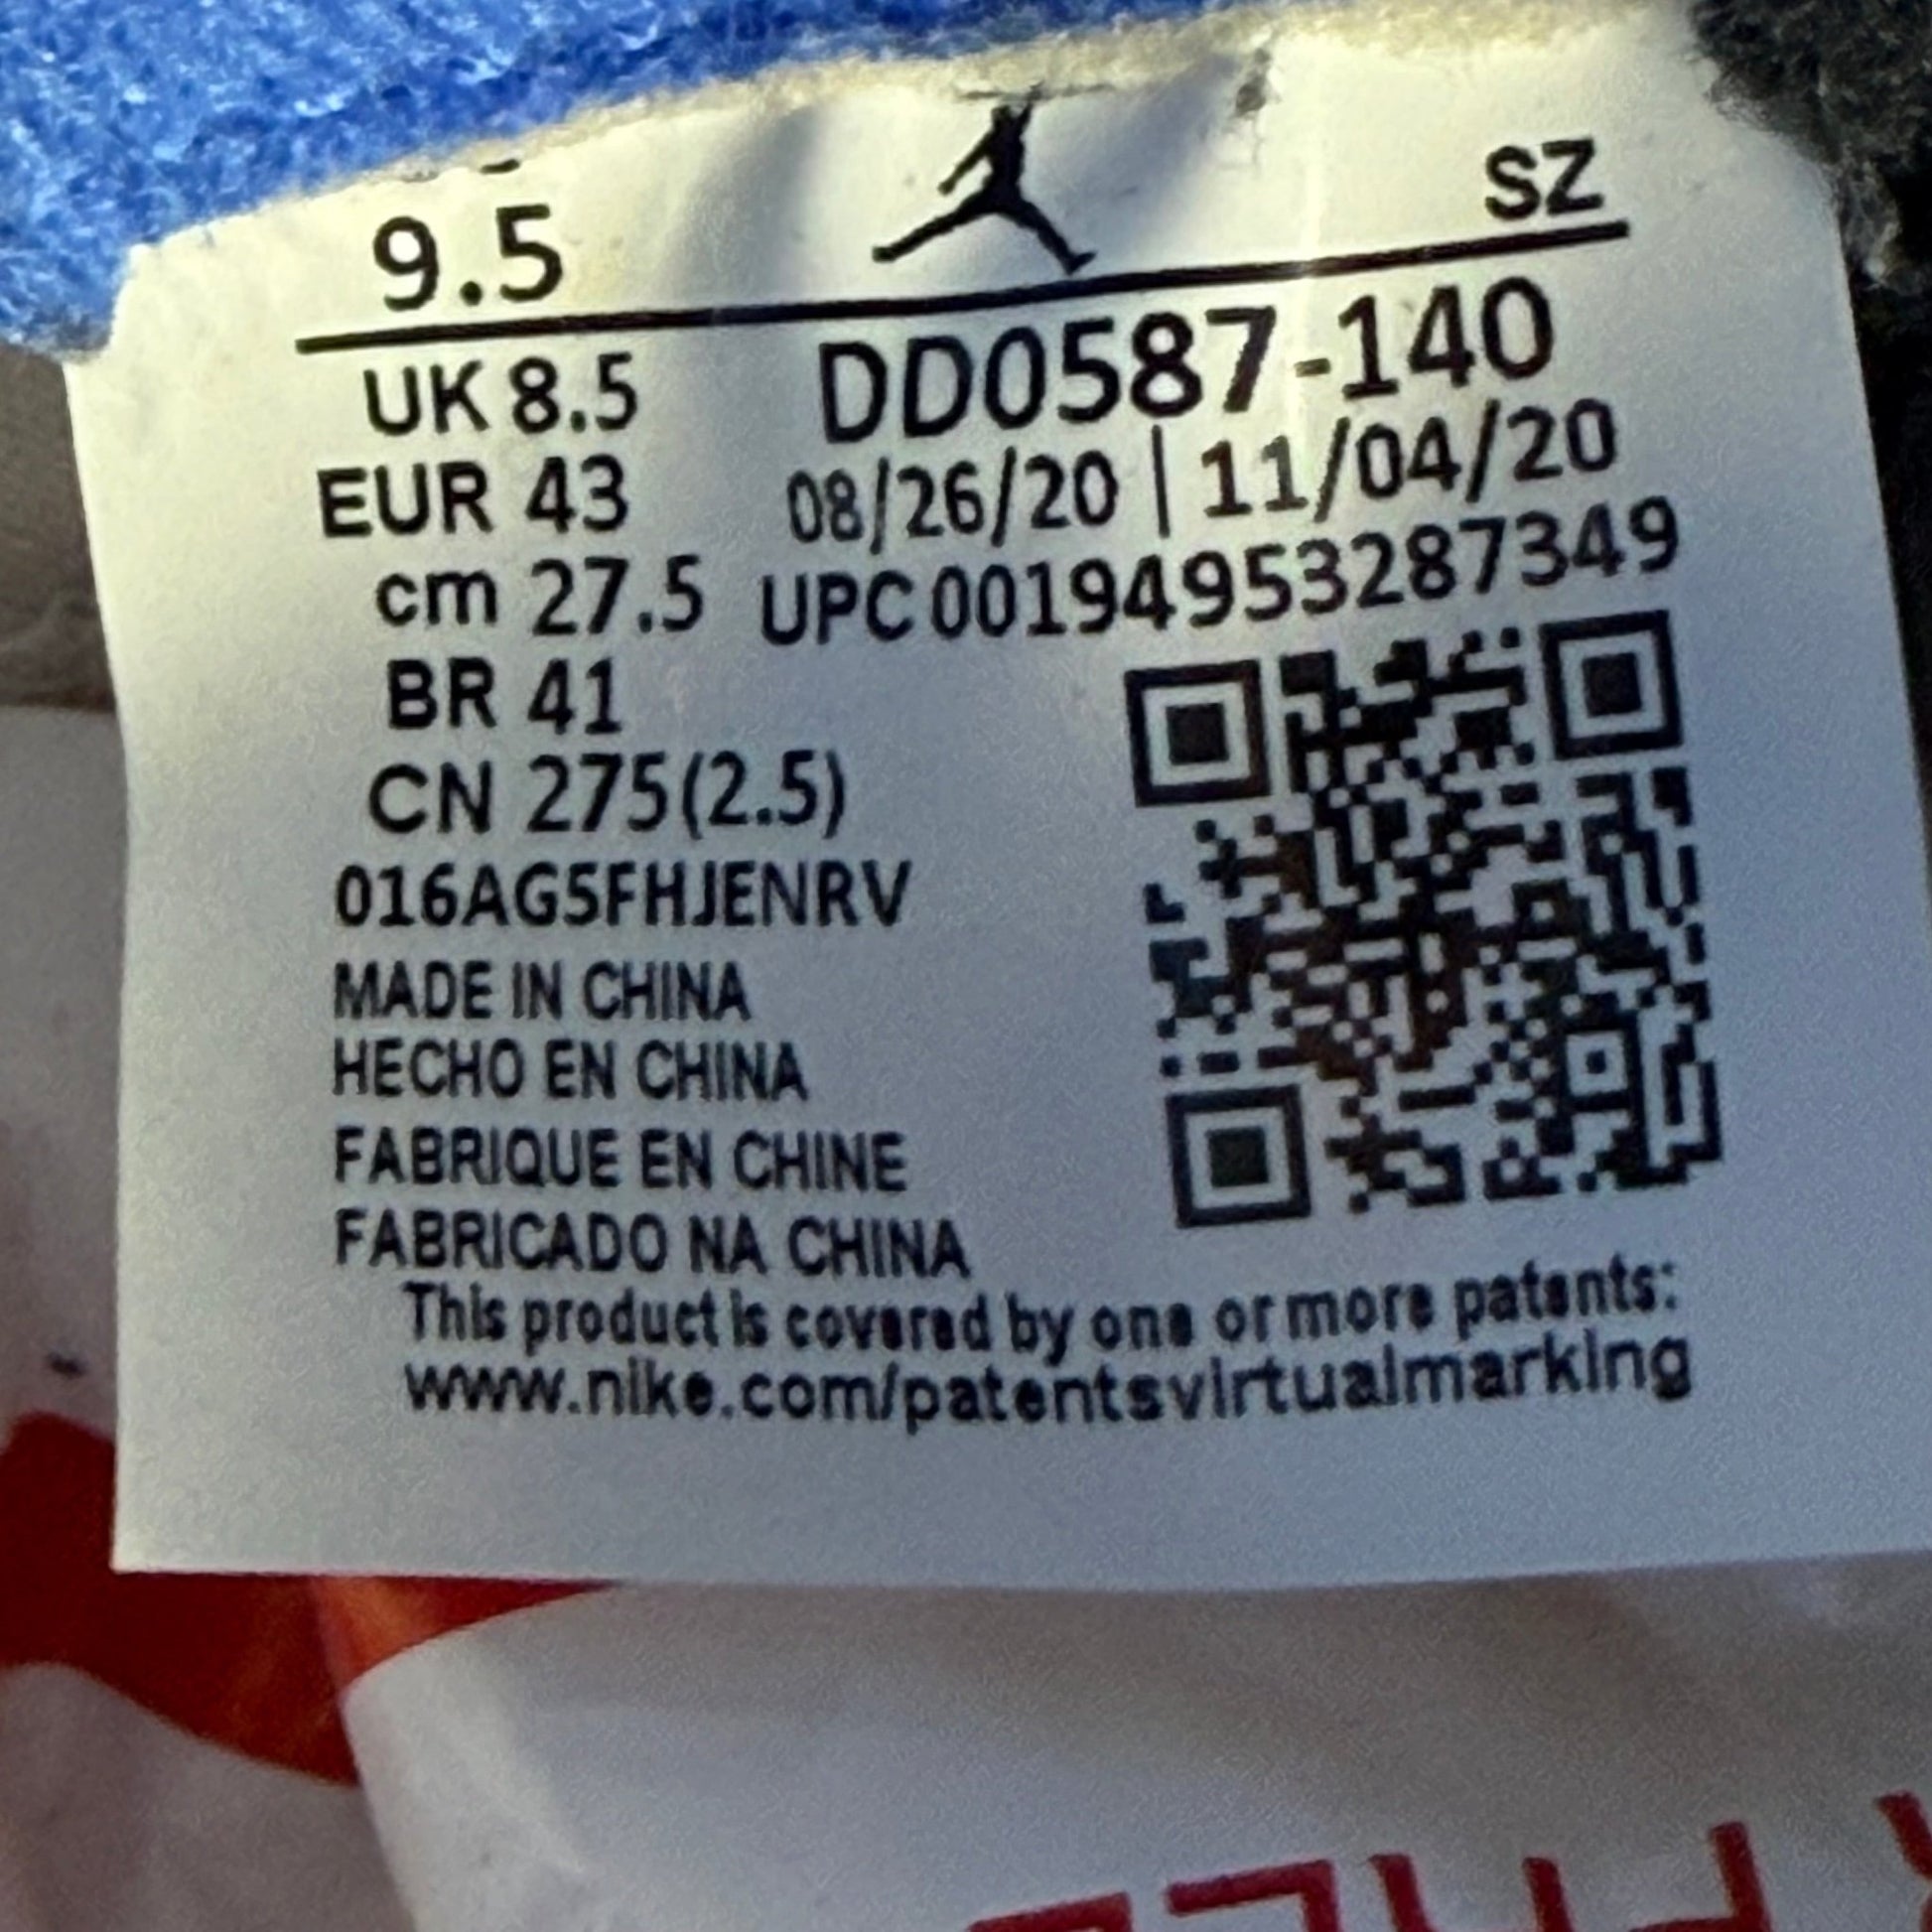 9.5 SZ
UK 8.5 DD0587-140
EUR 43 08/26/20 | 11/04/20
cm 27.5 UPC 00194953287349
BR 41
CN 275(2.5)
016AG5FHJENRV
MADE IN CHINA
HECHO EN CHINA
FABRIQUE EN CHINE
FABRICADO NA CHINA
This product is covered by one or more patents:
www.nike.com/patentsvirtualmarking